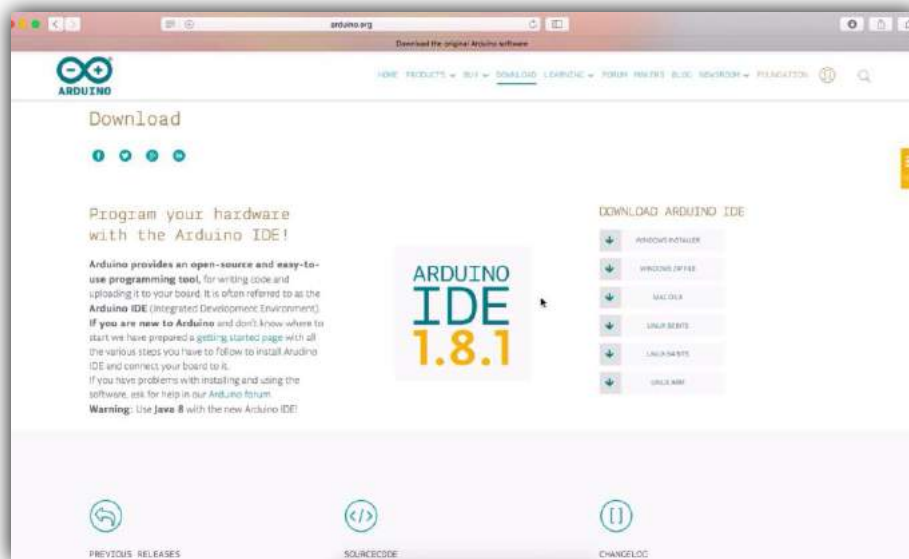 arduino.org
Download the original Arduino software
ARDUINO
HOME PRODUCTS BUY DOWNLOAD LEARNING FORUM MAKERS BLOG NEWSROOM FOUNDATION
Download
Program your hardware
with the Arduino IDE!
Arduino provides an open-source and easy-to-
use programming tool, for writing code and
uploading it to your board. It is often referred to as the
Arduino IDE (Integrated Development Environment).
If you are new to Arduino and don't know where to
start we have prepared a getting started page with all
the various steps you have to follow to install Arudino
IDE and connect your board to it.
If you have problems with installing and using the
software, ask for help in our Arduino forum.
Warning: Use Java 8 with the new Arduino IDE!
ARDUINO
IDE
1.8.1
DOWNLOAD ARDUINO IDE
WINDOWS INSTALLER
WINDOWS ZIP FILE
MAC OS X
LINUX 32 BITS
LINUX 64 BITS
LINUX ARM
PREVIOUS RELEASES
SOURCECODE
CHANGELOG